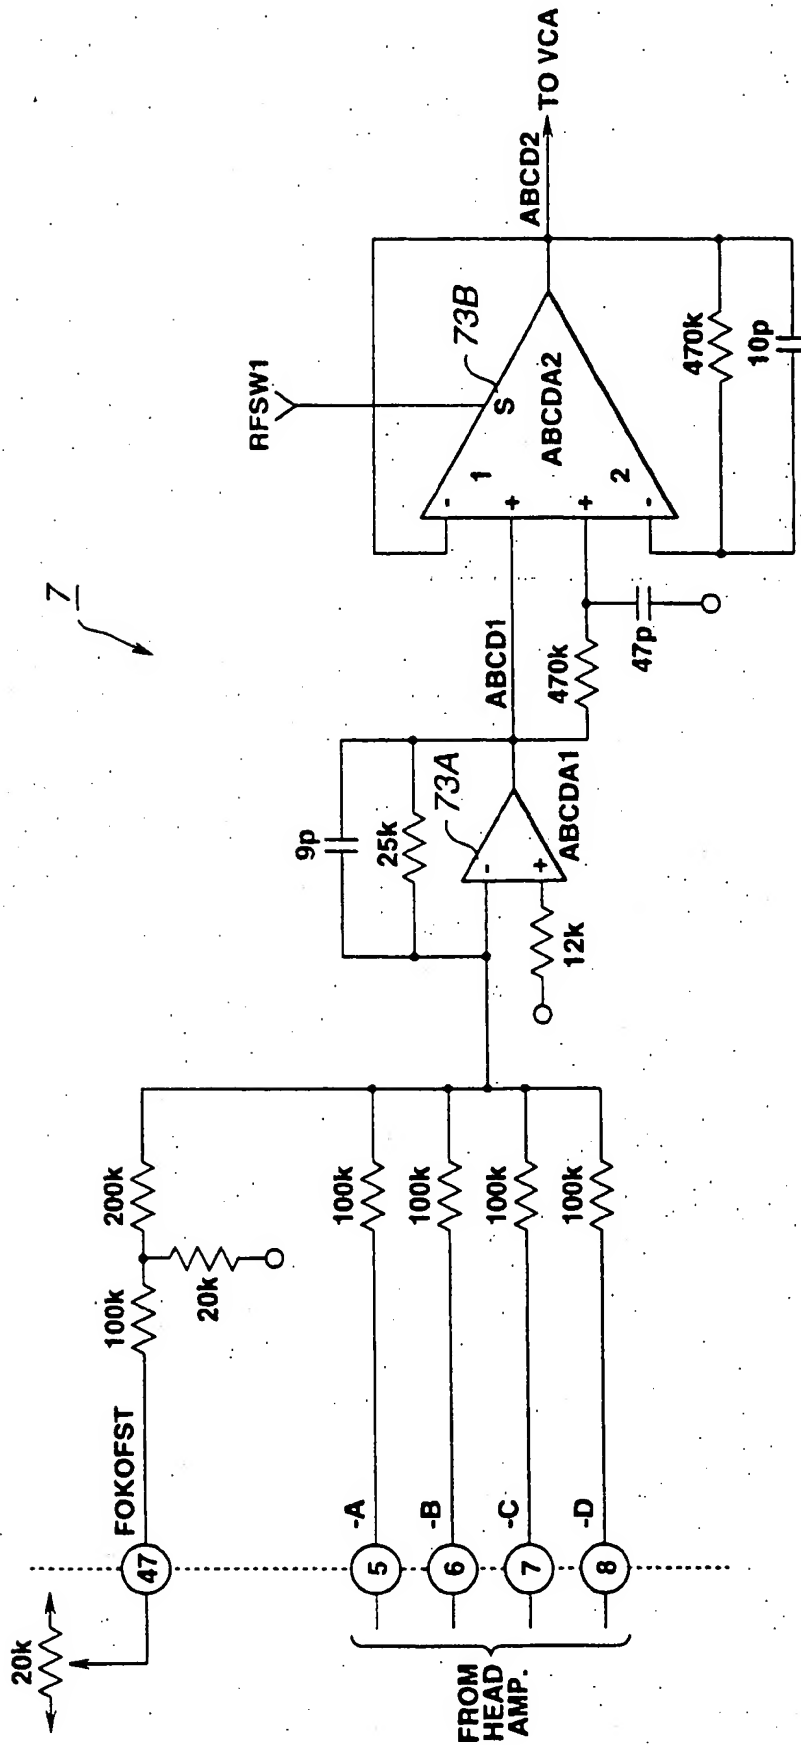 7
20k
47
FOKOFST
100k
200k
20k
FROM
HEAD
AMP.
5
-A
100k
6
-B
100k
7
-C
100k
8
-D
100k
9p
25k
73A
-
+
ABCDA1
12k
ABCD1
470k
47p
RFSW1
73B
S
ABCDA2
-
1
+
+
2
-
ABCD2
TO VCA
470k
10p